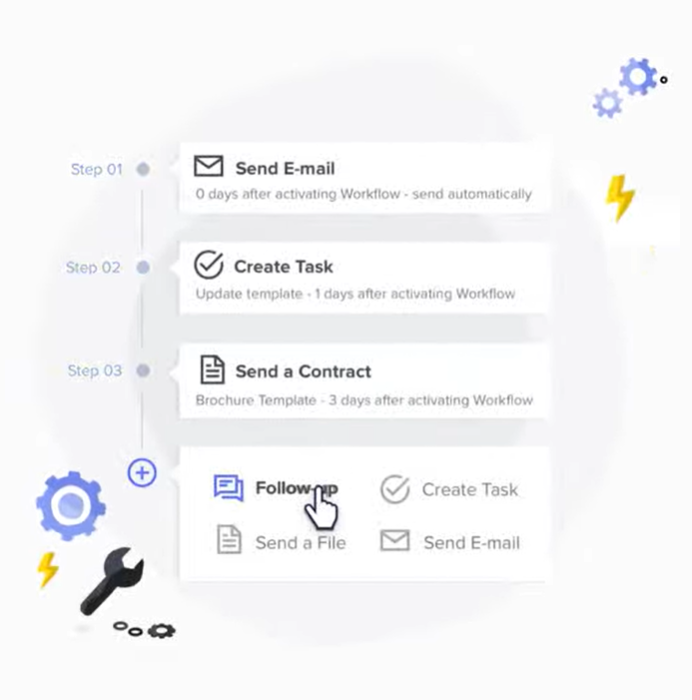 Step 01
Send E-mail
0 days after activating Workflow - send automatically
Step 02
Create Task
Update template - 1 days after activating Workflow
Step 03
Send a Contract
Brochure Template - 3 days after activating Workflow
Follow-up
Create Task
Send a File
Send E-mail